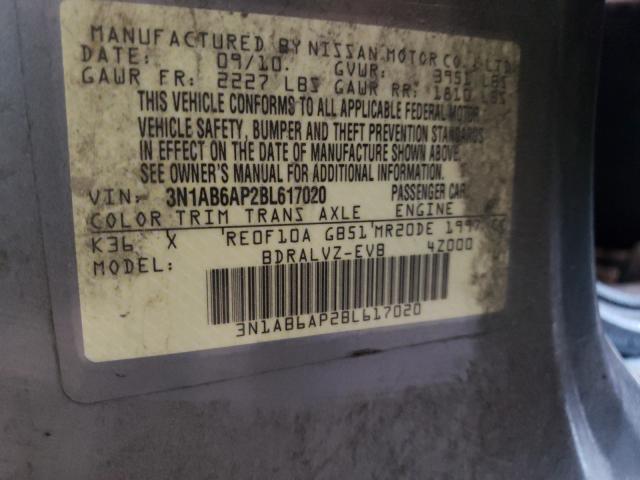 MANUFACTURED BY NISSAN MOTOR CO., LTD.
09/10. GVWR: 3951 LBS
GAWR FR: 2227 LBS GAWR RR: 1810 LBS
THIS VEHICLE CONFORMS TO ALL APPLICABLE FEDERAL MOTOR
VEHICLE SAFETY, BUMPER AND THEFT PREVENTION STANDARDS
IN EFFECT ON THE DATE OF MANUFACTURE SHOWN ABOVE.
SEE OWNER'S MANUAL FOR ADDITIONAL INFORMATION.
VIN: 3N1AB6AP2BL617020 PASSENGER CAR
COLOR TRIM TRANS AXLE ENGINE
K36 X RE0F10A GB51 MR20DE 1997 CC
MODEL: BDRALVZ-EVB 4Z000
3N1AB6AP2BL617020